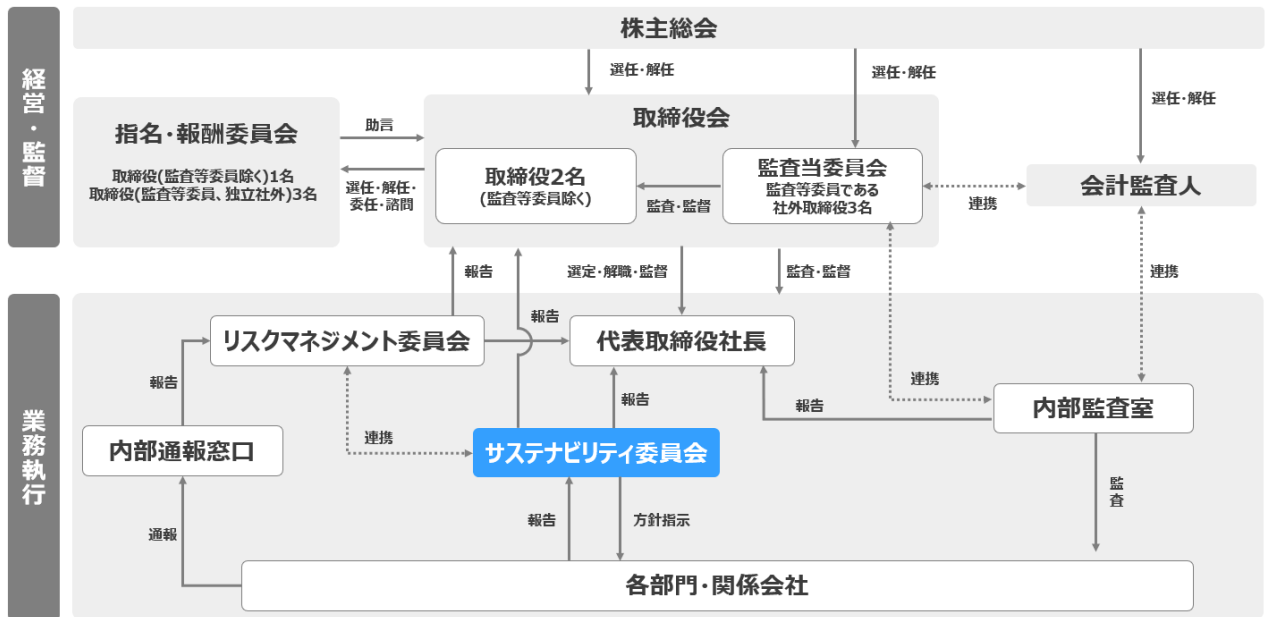 経営・監督
株主総会
選任・解任
選任・解任
選任・解任
指名・報酬委員会
取締役(監査等委員除く)1名
取締役(監査等委員、独立社外)3名
助言
選任・解任・
委任・諮問
取締役会
取締役2名
(監査等委員除く)
監査・監督
監査当委員会
監査等委員である
社外取締役3名
連携
会計監査人
報告
選定・解職・監督
監査・監督
連携
業務執行
リスクマネジメント委員会
報告
代表取締役社長
報告
連携
報告
報告
内部監査室
内部通報窓口
連携
サステナビリティ委員会
監査
通報
報告
方針指示
各部門・関係会社